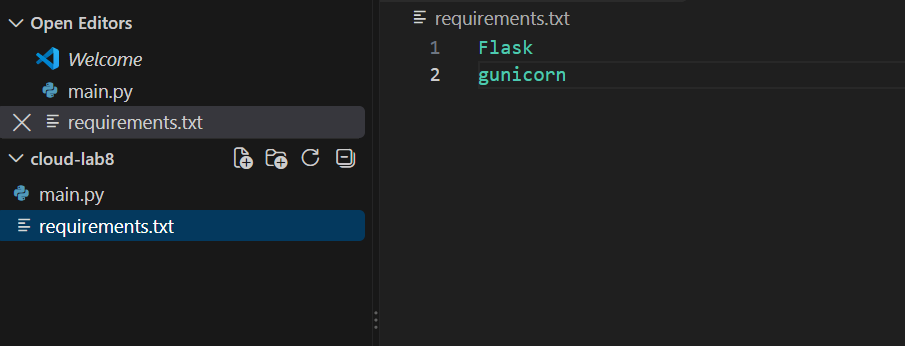 Open Editors
Welcome
main.py
requirements.txt
cloud-lab8
main.py
requirements.txt
requirements.txt
1 Flask
2 gunicorn